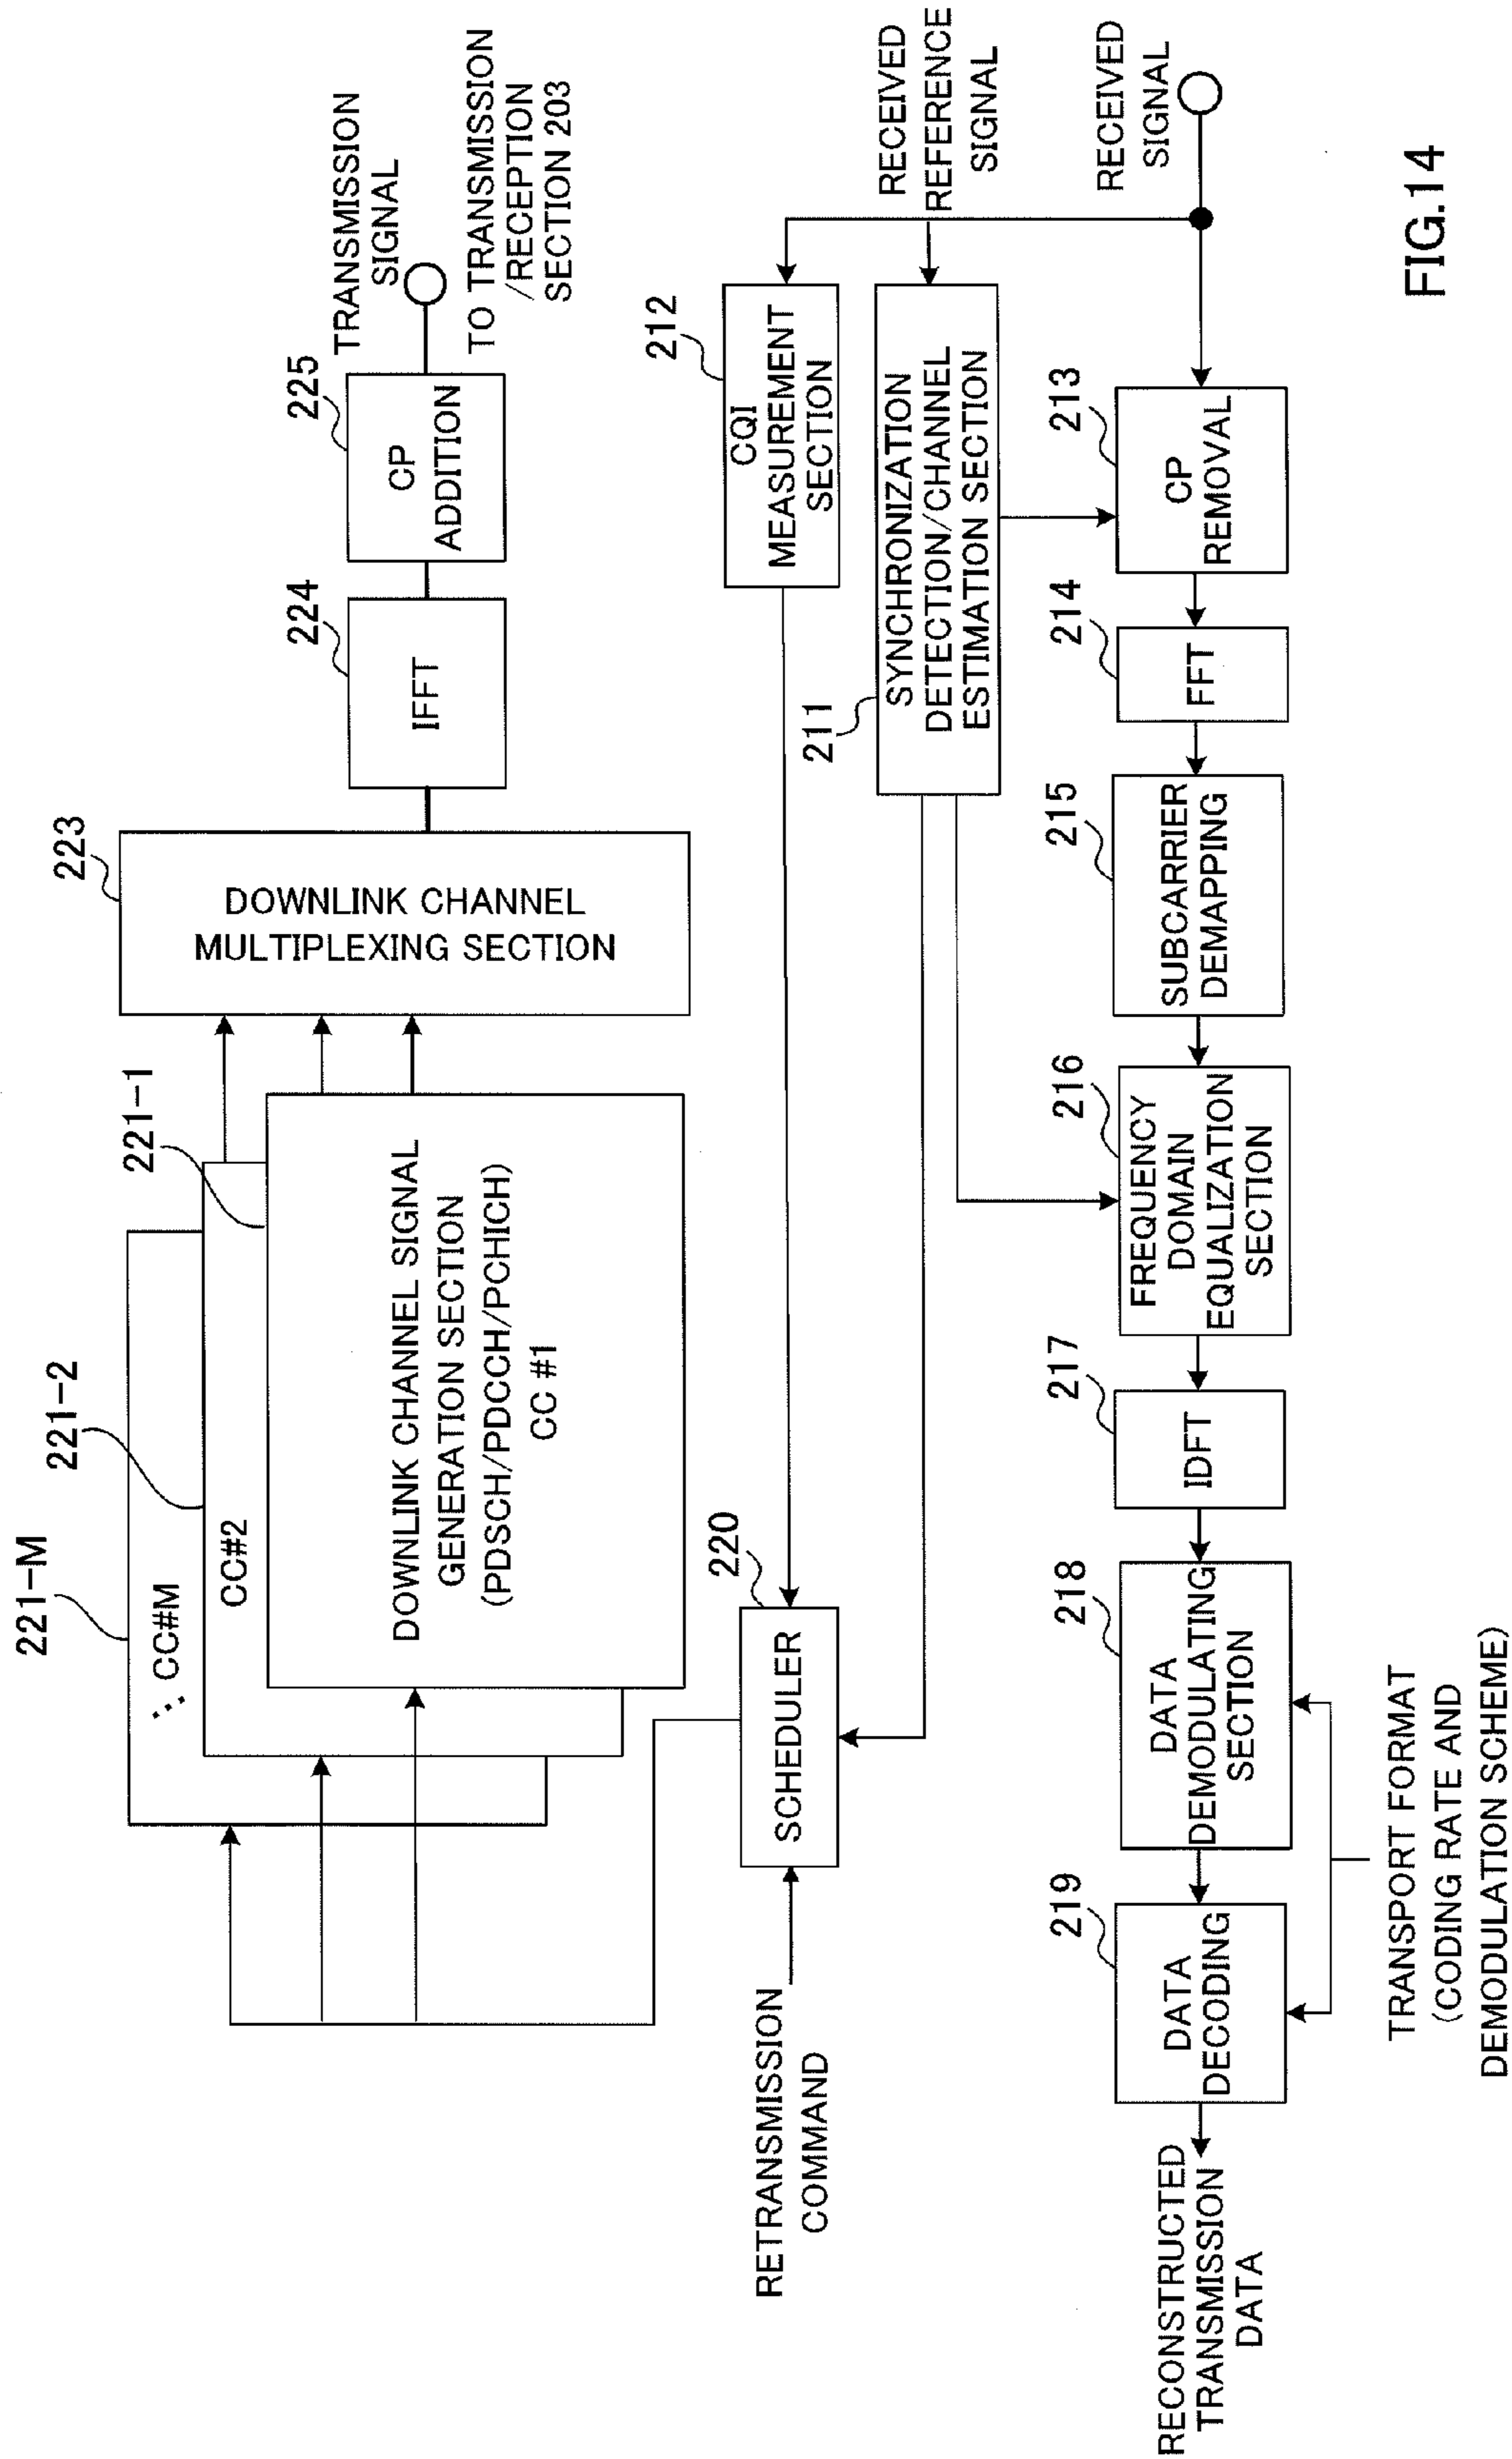 221-M
221-2
221-1
223
224
225
CC#M
...
CC#2
DOWNLINK CHANNEL SIGNAL
GENERATION SECTION
(PDSCH/PDCCH/PCHICH)
CC #1
DOWNLINK CHANNEL
MULTIPLEXING SECTION
IFFT
CP
ADDITION
TRANSMISSION
SIGNAL
TO TRANSMISSION
/RECEPTION
SECTION 203
RETRANSMISSION
COMMAND
220
SCHEDULER
212
CQI
MEASUREMENT
SECTION
211
SYNCHRONIZATION
DETECTION/CHANNEL
ESTIMATION SECTION
RECEIVED
REFERENCE
SIGNAL
RECEIVED
SIGNAL
RECONSTRUCTED
TRANSMISSION
DATA
219
DATA
DECODING
218
DATA
DEMODULATING
SECTION
217
IDFT
216
FREQUENCY
DOMAIN
EQUALIZATION
SECTION
215
SUBCARRIER
DEMAPPING
214
FFT
213
CP
REMOVAL
TRANSPORT FORMAT
(CODING RATE AND
DEMODULATION SCHEME)
FIG.14